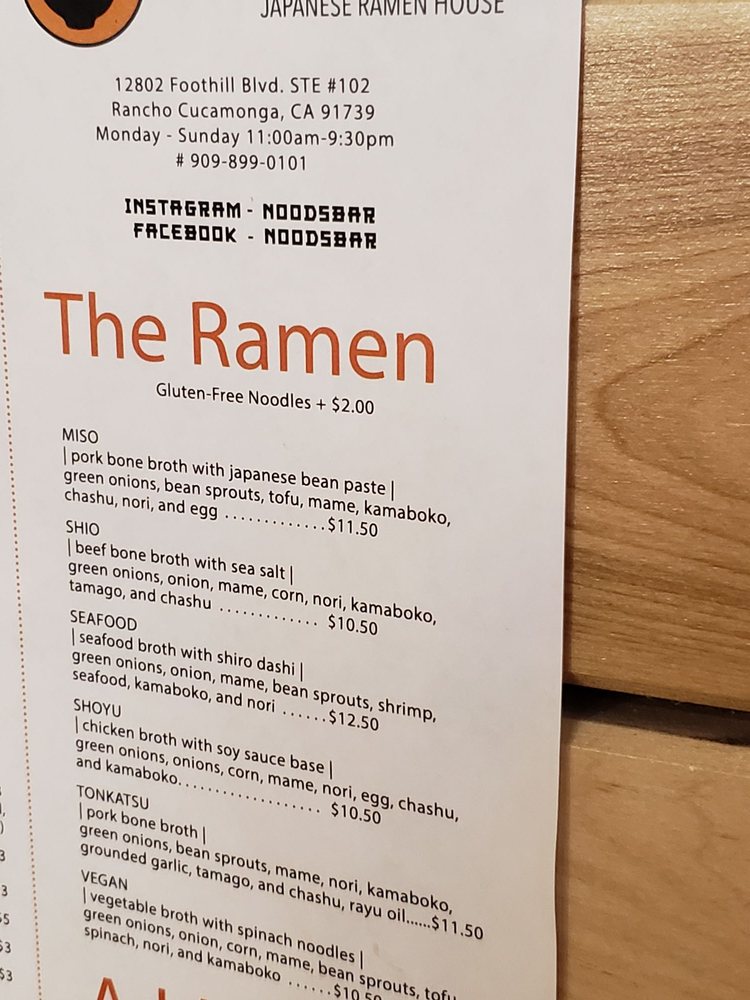 JAPANESE RAMEN HOUSE
12802 Foothill Blvd. STE #102
Rancho Cucamonga, CA 91739
Monday - Sunday 11:00am-9:30pm
# 909-899-0101
INSTAGRAM - NOODSBAR
FACEBOOK - NOODSBAR
The Ramen
Gluten-Free Noodles + $2.00
MISO
| pork bone broth with japanese bean paste |
green onions, bean sprouts, tofu, mame, kamaboko,
chashu, nori, and egg .............$11.50
SHIO
| beef bone broth with sea salt |
green onions, onion, mame, corn, nori, kamaboko,
tamago, and chashu ............. $10.50
SEAFOOD
| seafood broth with shiro dashi |
green onions, onion, mame, bean sprouts, shrimp,
seafood, kamaboko, and nori ......$12.50
SHOYU
| chicken broth with soy sauce base |
green onions, onions, corn, mame, nori, egg, chashu,
and kamaboko.................. $10.50
TONKATSU
| pork bone broth |
green onions, bean sprouts, mame, nori, kamaboko,
grounded garlic, tamago, and chashu, rayu oil......$11.50
VEGAN
| vegetable broth with spinach noodles |
green onions, onion, corn, mame, bean sprouts, tofu,
spinach, nori, and kamaboko ......$10.50
3
3
$3
$3